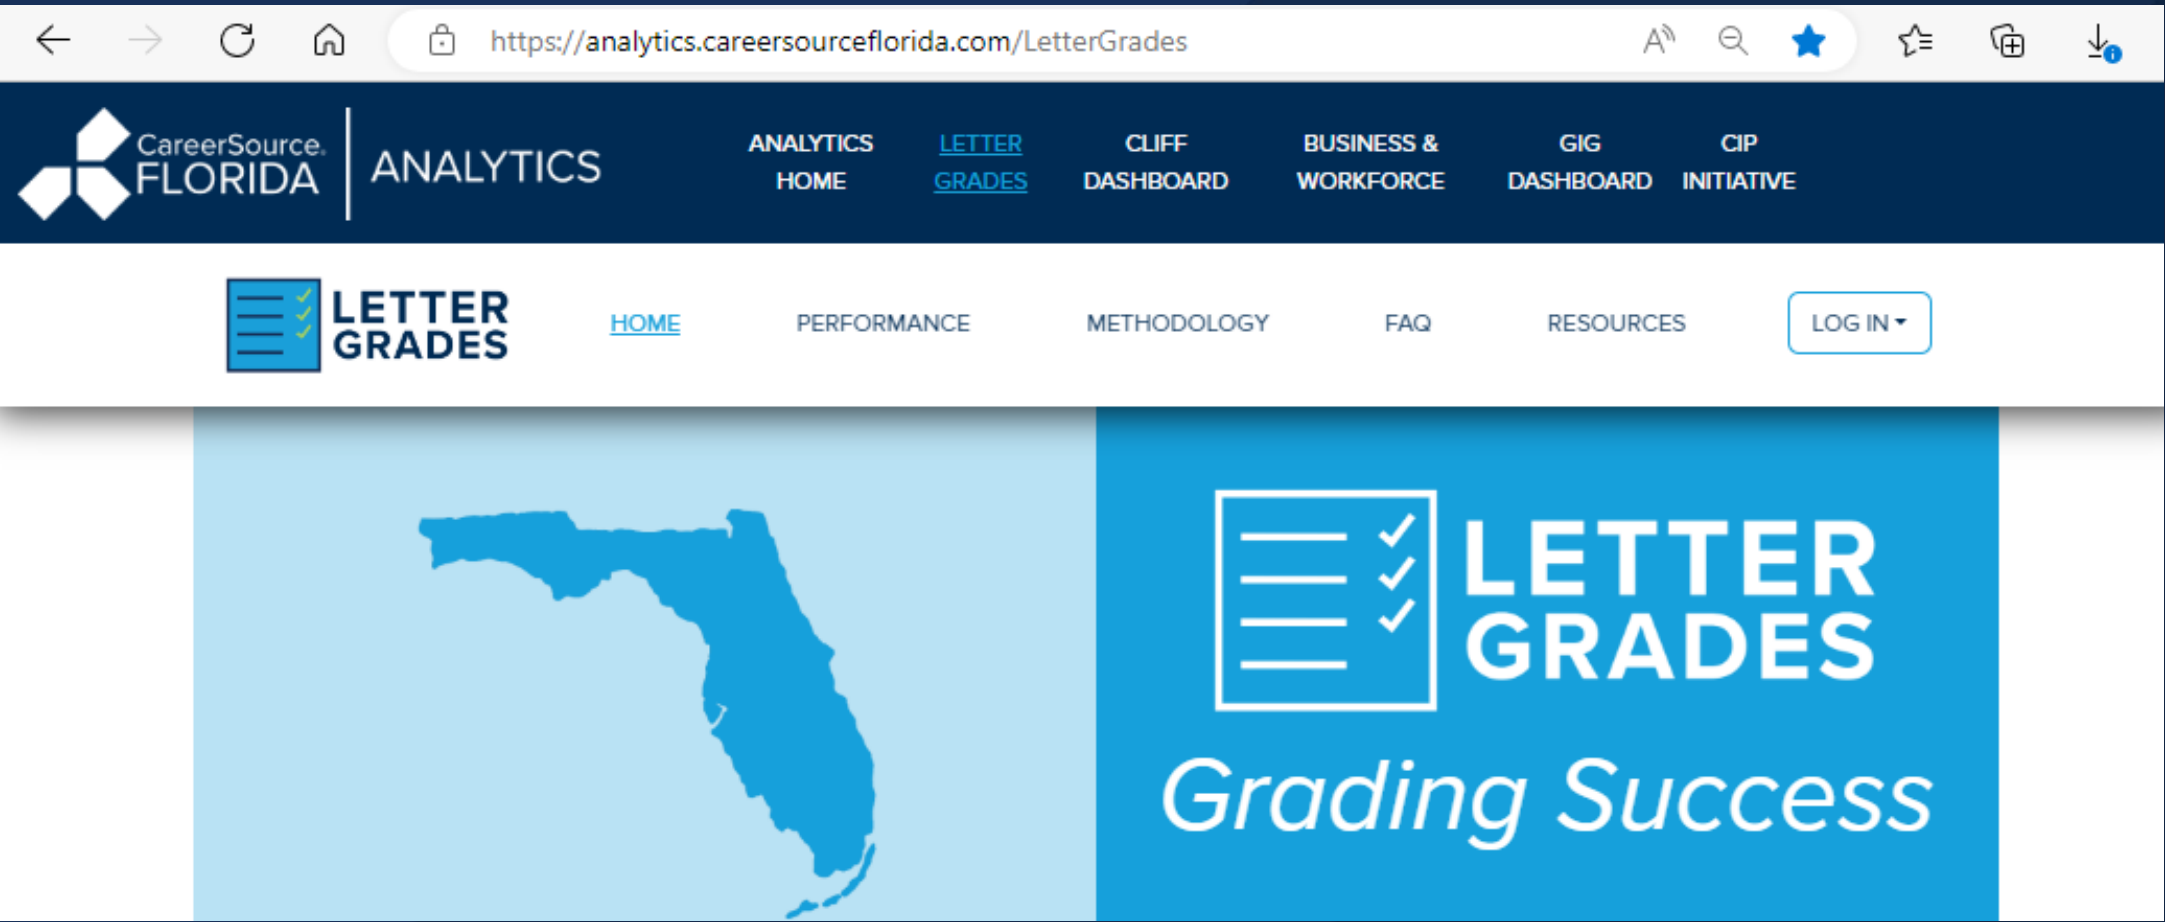 https://analytics.careersourceflorida.com/LetterGrades
CareerSource®
FLORIDA
ANALYTICS
ANALYTICS
HOME
LETTER
GRADES
CLIFF
DASHBOARD
BUSINESS &
WORKFORCE
GIG
DASHBOARD
CIP
INITIATIVE
LETTER
GRADES
HOME
PERFORMANCE
METHODOLOGY
FAQ
RESOURCES
LOG IN
LETTER
GRADES
Grading Success